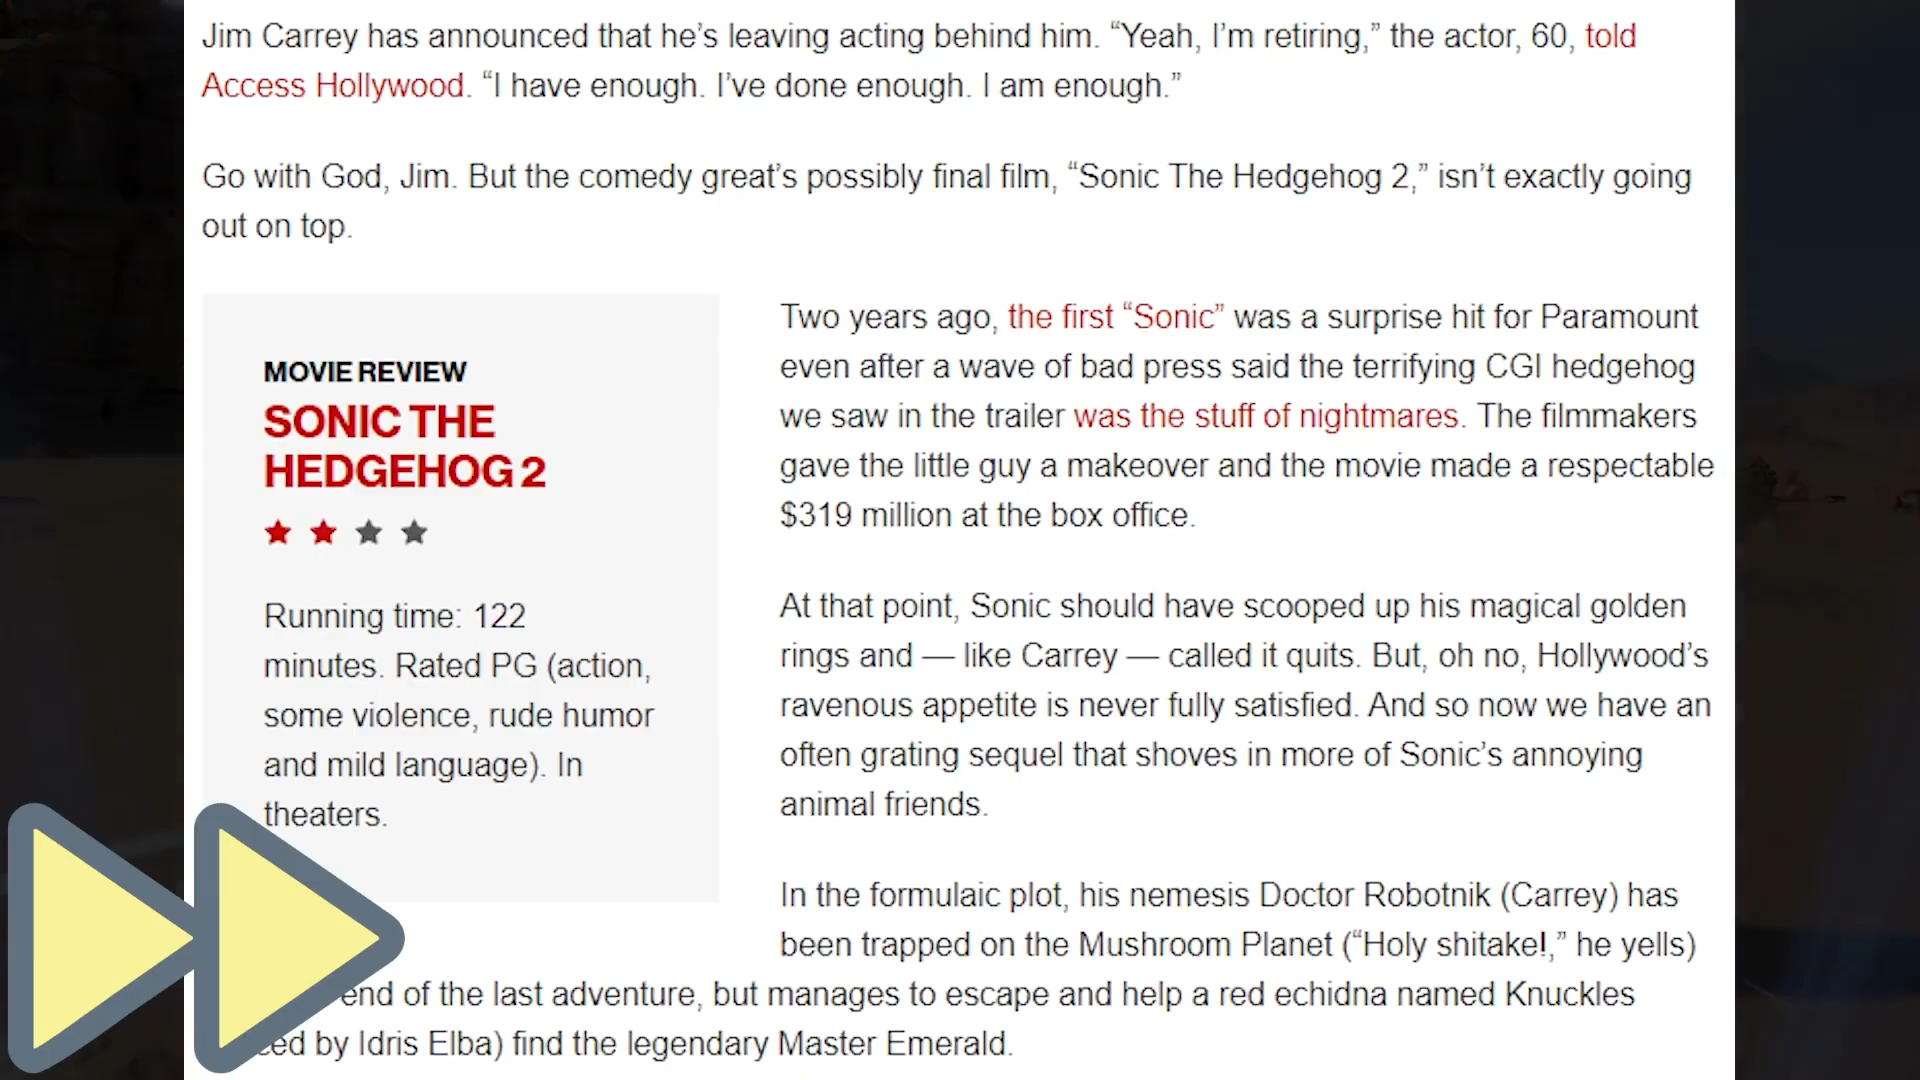 Jim Carrey has announced that he’s leaving acting behind him. “Yeah, I’m retiring,” the actor, 60, told
Access Hollywood. “I have enough. I’ve done enough. I am enough.”
Go with God, Jim. But the comedy great’s possibly final film, “Sonic The Hedgehog 2,” isn’t exactly going
out on top.
MOVIE REVIEW
SONIC THE
HEDGEHOG 2
Running time: 122
minutes. Rated PG (action,
some violence, rude humor
and mild language). In
theaters.
Two years ago, the first “Sonic” was a surprise hit for Paramount
even after a wave of bad press said the terrifying CGI hedgehog
we saw in the trailer was the stuff of nightmares. The filmmakers
gave the little guy a makeover and the movie made a respectable
$319 million at the box office.
At that point, Sonic should have scooped up his magical golden
rings and — like Carrey — called it quits. But, oh no, Hollywood’s
ravenous appetite is never fully satisfied. And so now we have an
often grating sequel that shoves in more of Sonic’s annoying
animal friends.
In the formulaic plot, his nemesis Doctor Robotnik (Carrey) has
been trapped on the Mushroom Planet (“Holy shitake!,” he yells)
end of the last adventure, but manages to escape and help a red echidna named Knuckles
by Idris Elba) find the legendary Master Emerald.